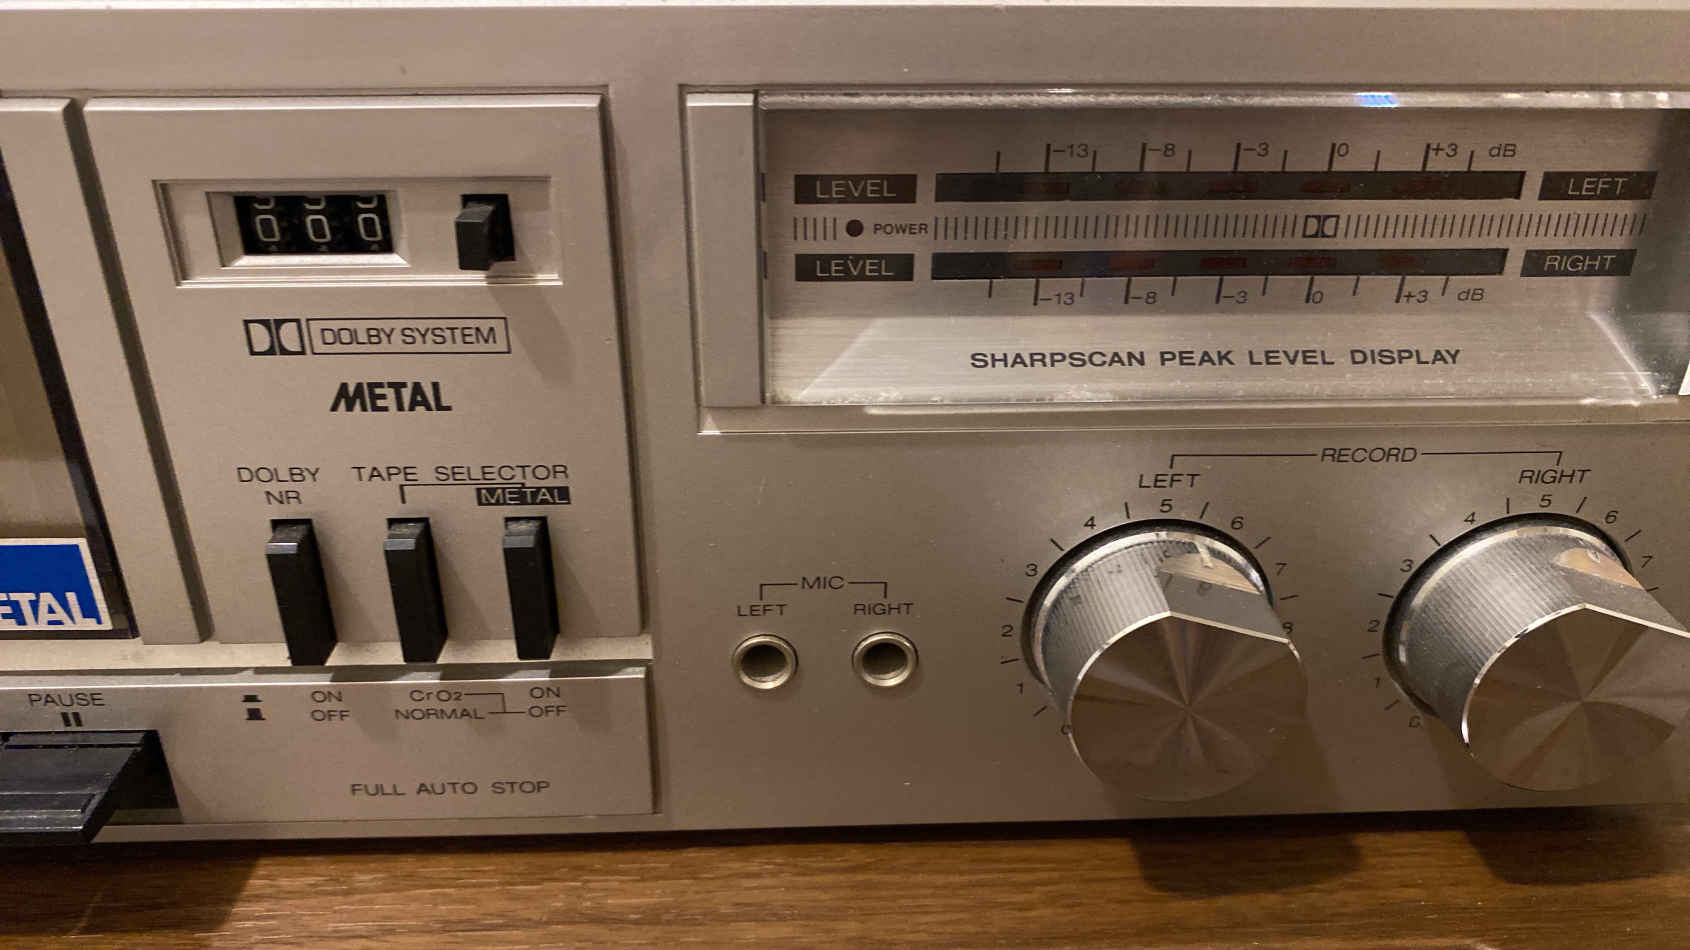 000
DOLBY SYSTEM
METAL
DOLBY NR
TAPE SELECTOR
METAL
ETAL
PAUSE
ON
OFF
CrO2
NORMAL
ON
OFF
FULL AUTO STOP
-13 -8 -3 0 +3 dB
LEVEL LEFT
POWER
LEVEL RIGHT
-13 -8 -3 0 +3 dB
SHARPSCAN PEAK LEVEL DISPLAY
RECORD
LEFT RIGHT
MIC
LEFT RIGHT
0 1 2 3 4 5 6 7 8
0 1 2 3 4 5 6 7